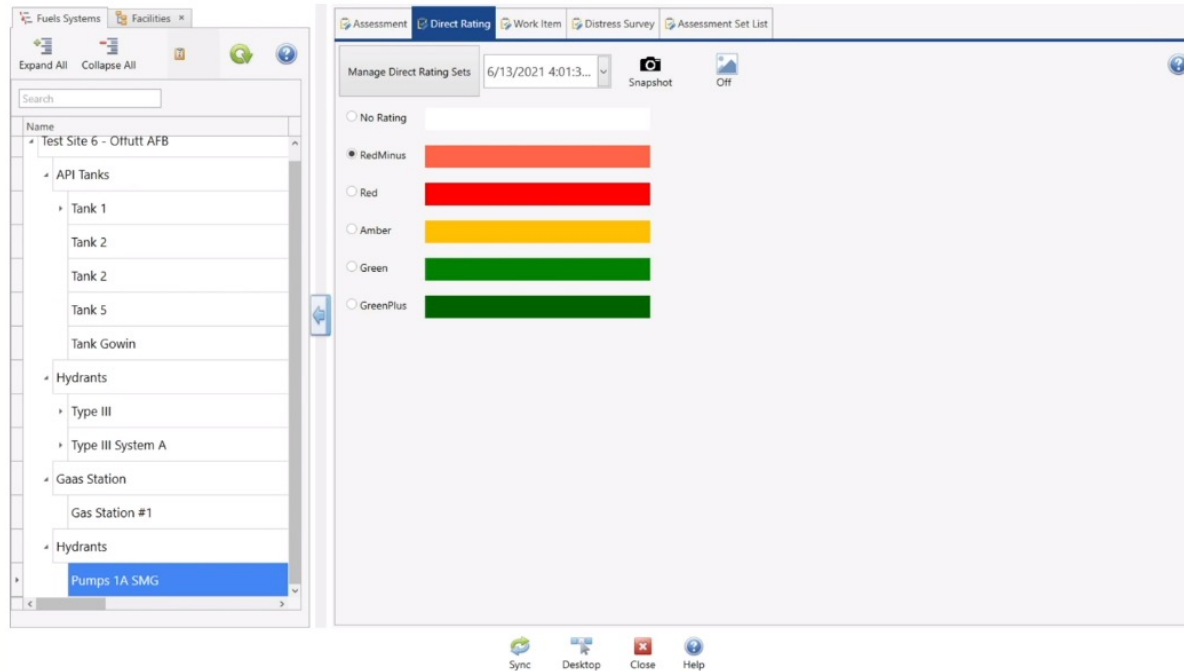 Fuels Systems
Facilities ×
Expand All
Collapse All
Search
Name
Test Site 6 - Offutt AFB
API Tanks
Tank 1
Tank 2
Tank 2
Tank 5
Tank Gowin
Hydrants
Type III
Type III System A
Gaas Station
Gas Station #1
Hydrants
Pumps 1A SMG
Assessment
Direct Rating
Work Item
Distress Survey
Assessment Set List
Manage Direct Rating Sets
6/13/2021 4:01:3...
Snapshot
Off
No Rating
RedMinus
Red
Amber
Green
GreenPlus
Sync
Desktop
Close
Help